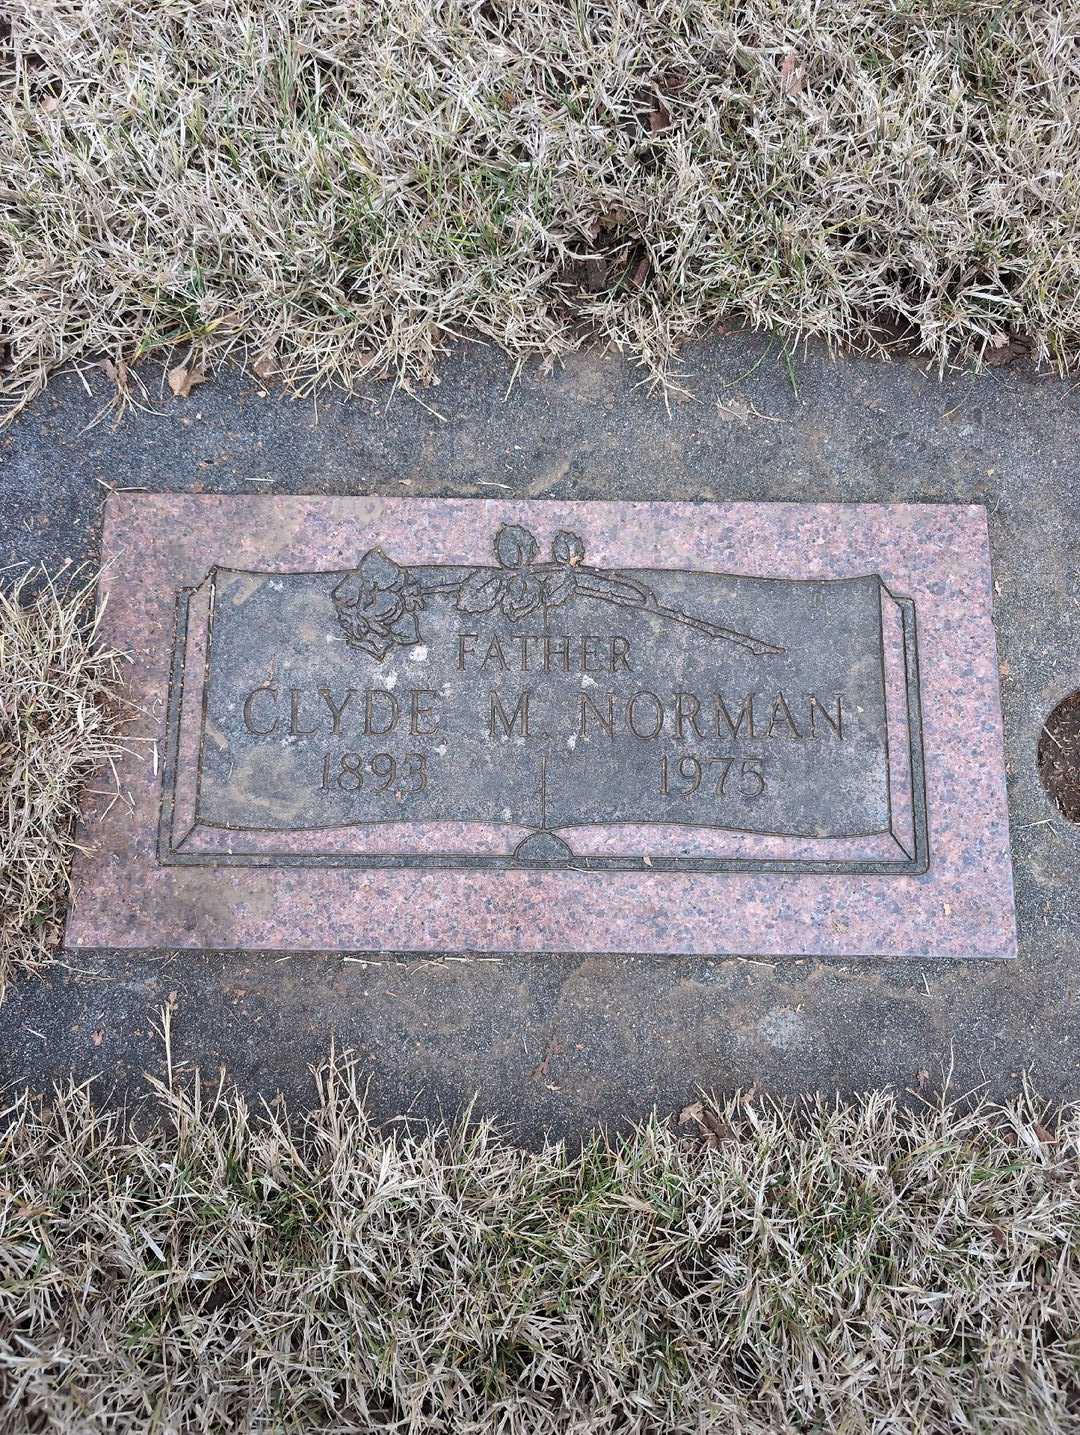 FATHER
CLYDE M. NORMAN
1893 1975